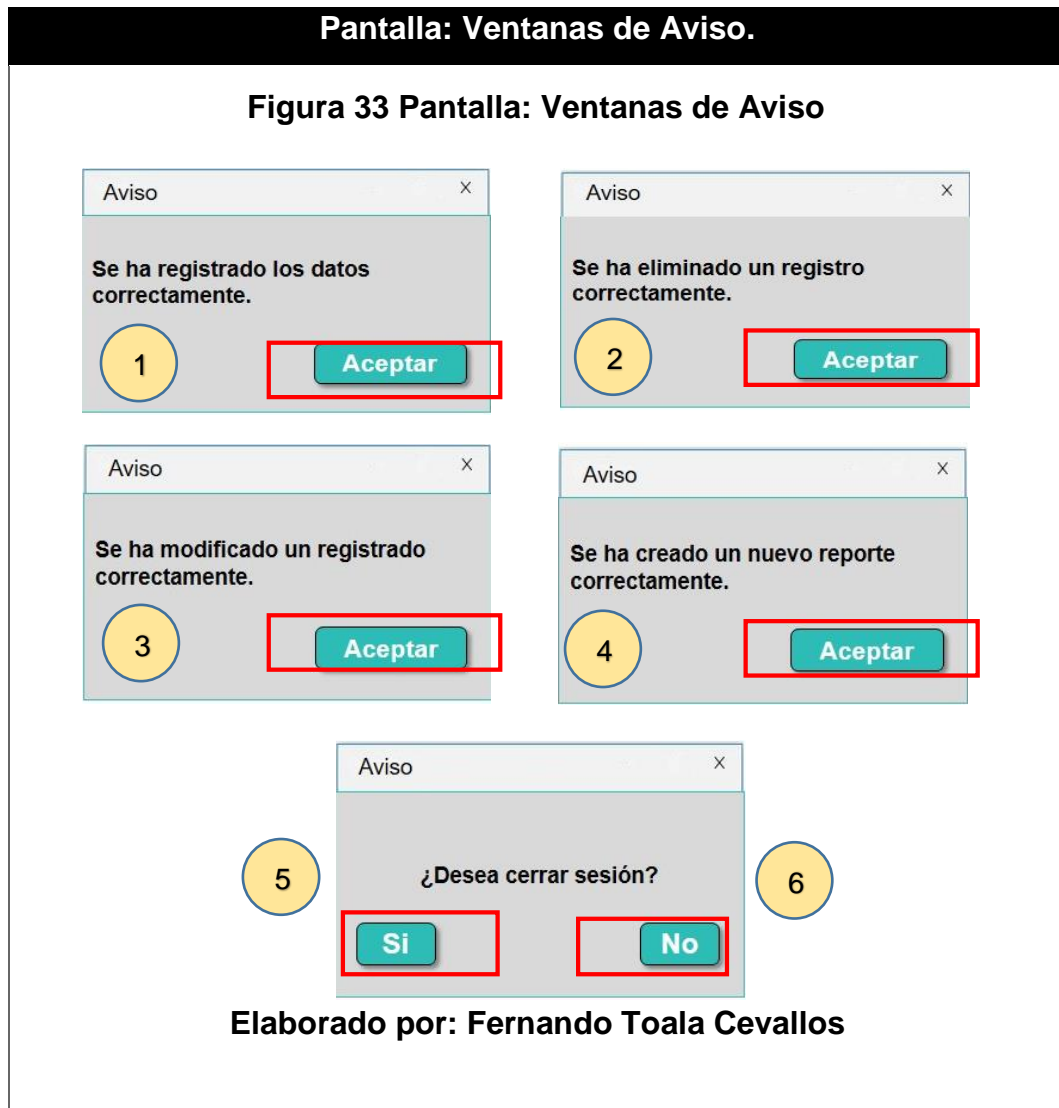 Pantalla: Ventanas de Aviso.
Figura 33 Pantalla: Ventanas de Aviso
Aviso X
Se ha registrado los datos
correctamente.
1
Aceptar
Aviso X
Se ha eliminado un registro
correctamente.
2
Aceptar
Aviso X
Se ha modificado un registrado
correctamente.
3
Aceptar
Aviso X
Se ha creado un nuevo reporte
correctamente.
4
Aceptar
Aviso X
5
¿Desea cerrar sesión?
6
Si
No
Elaborado por: Fernando Toala Cevallos